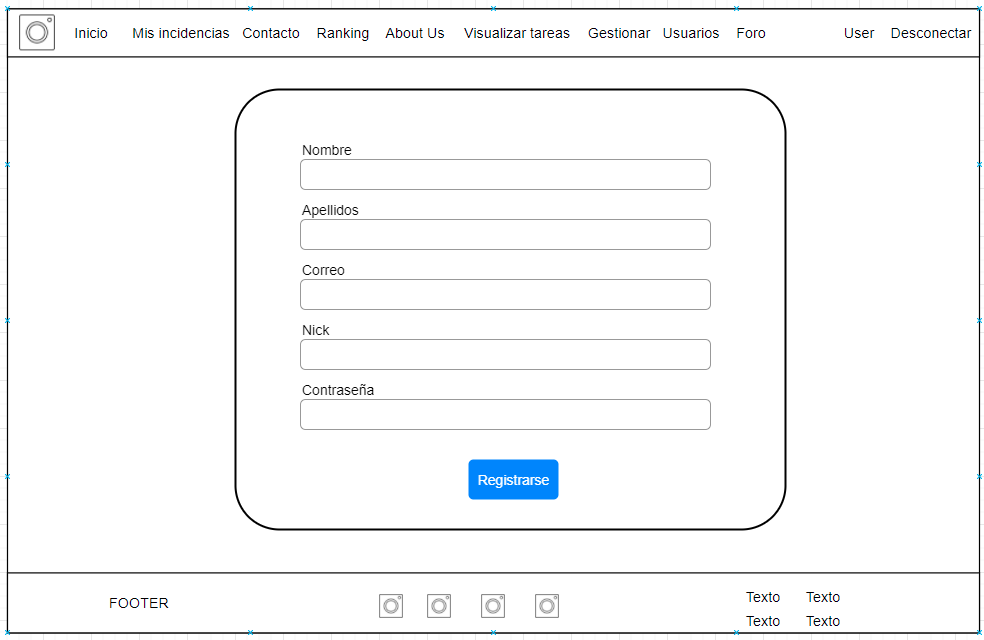 Inicio Mis incidencias Contacto Ranking About Us Visualizar tareas Gestionar Usuarios Foro User Desconectar
Nombre
Apellidos
Correo
Nick
Contraseña
Registrarse
FOOTER
Texto Texto
Texto Texto